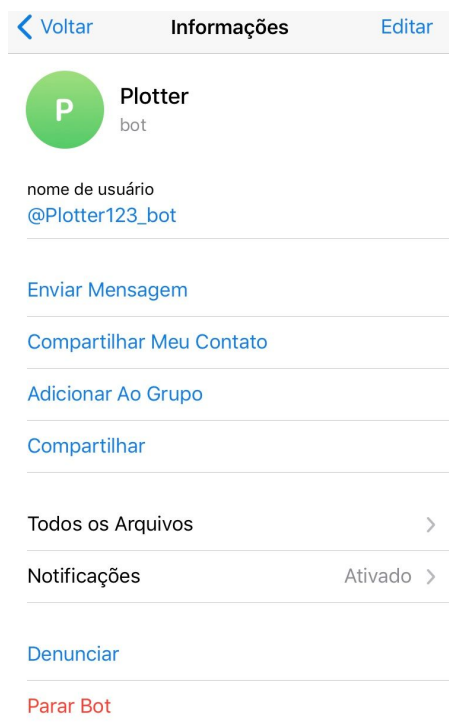 Voltar Informações Editar
P
Plotter
bot
nome de usuário
@Plotter123_bot
Enviar Mensagem
Compartilhar Meu Contato
Adicionar Ao Grupo
Compartilhar
Todos os Arquivos
Notificações Ativado
Denunciar
Parar Bot